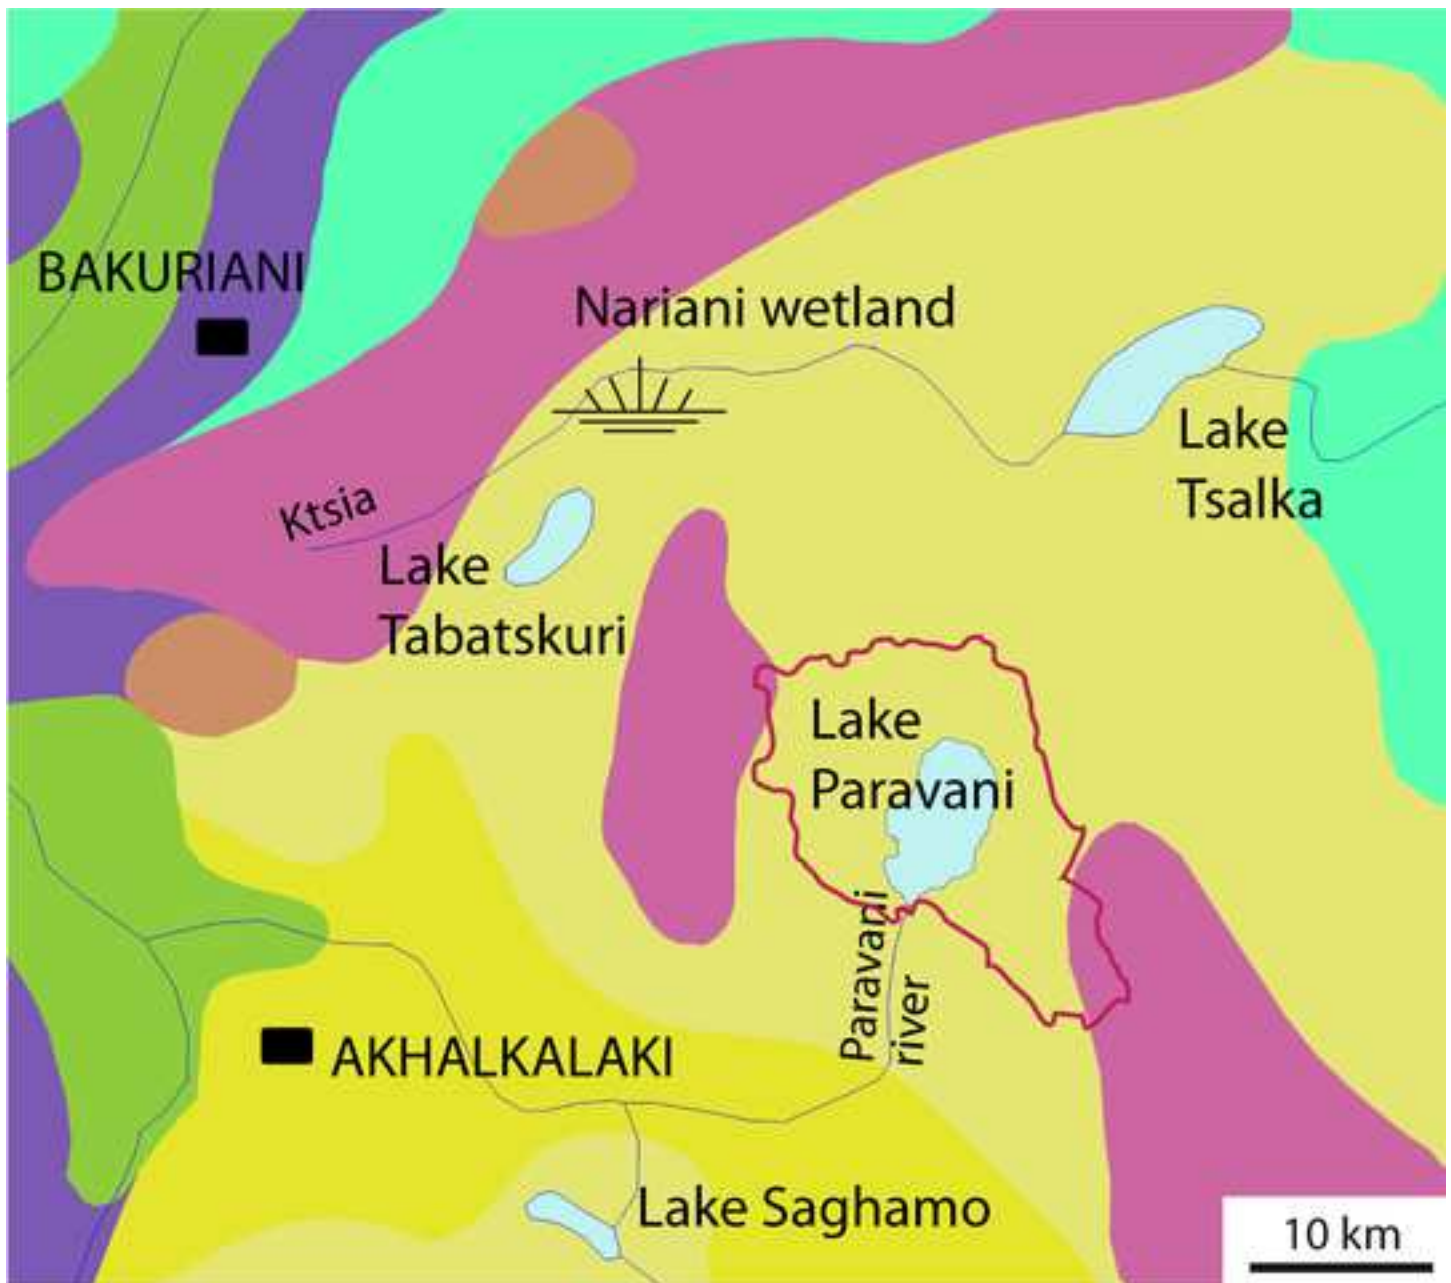 BAKURIANI
Nariani wetland
Lake
Tsalka
Ktsia
Lake
Tabatskuri
Lake
Paravani
Paravani
river
AKHALKALAKI
Lake Saghamo
10 km